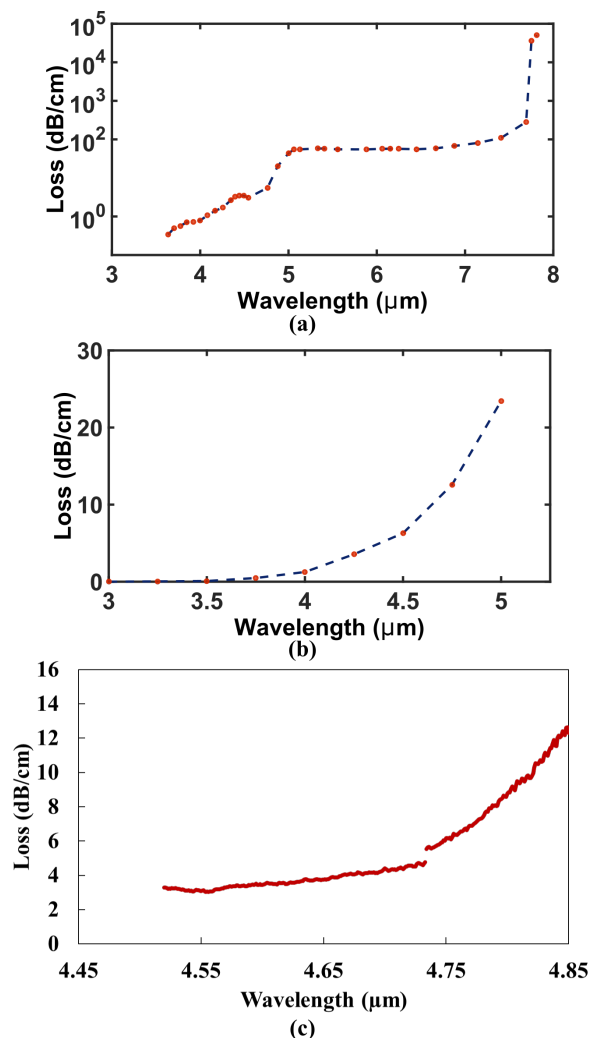 10^5
10^4
10^3
10^2
10^0
Loss (dB/cm)
3 4 5 6 7 8
Wavelength (μm)
(a)
30
20
10
0
Loss (dB/cm)
3 3.5 4 4.5 5
Wavelength (μm)
(b)
16
14
12
10
8
6
4
2
0
Loss (dB/cm)
4.45 4.55 4.65 4.75 4.85
Wavelength (μm)
(c)